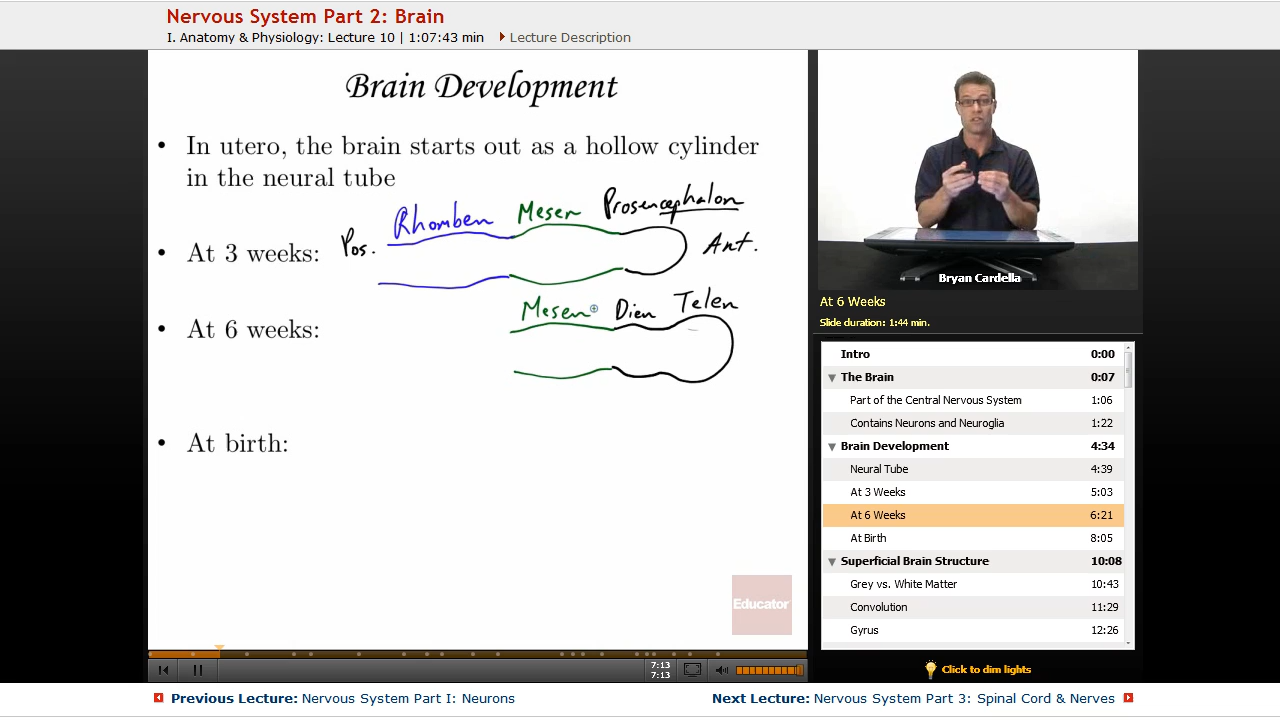 Nervous System Part 2: Brain
I. Anatomy & Physiology: Lecture 10 | 1:07:43 min Lecture Description
Brain Development
• In utero, the brain starts out as a hollow cylinder
in the neural tube
Rhomben Mesen Prosencephalon
• At 3 weeks: Pos. Ant.
Mesen Dien Telen
• At 6 weeks:
• At birth:
Educator
Bryan Cardella
At 6 Weeks
Slide duration: 1:44 min.
Intro 0:00
The Brain 0:07
Part of the Central Nervous System 1:06
Contains Neurons and Neuroglia 1:22
Brain Development 4:34
Neural Tube 4:39
At 3 Weeks 5:03
At 6 Weeks 6:21
At Birth 8:05
Superficial Brain Structure 10:08
Grey vs. White Matter 10:43
Convolution 11:29
Gyrus 12:26
7:13
7:13
Click to dim lights
Previous Lecture: Nervous System Part I: Neurons
Next Lecture: Nervous System Part 3: Spinal Cord & Nerves